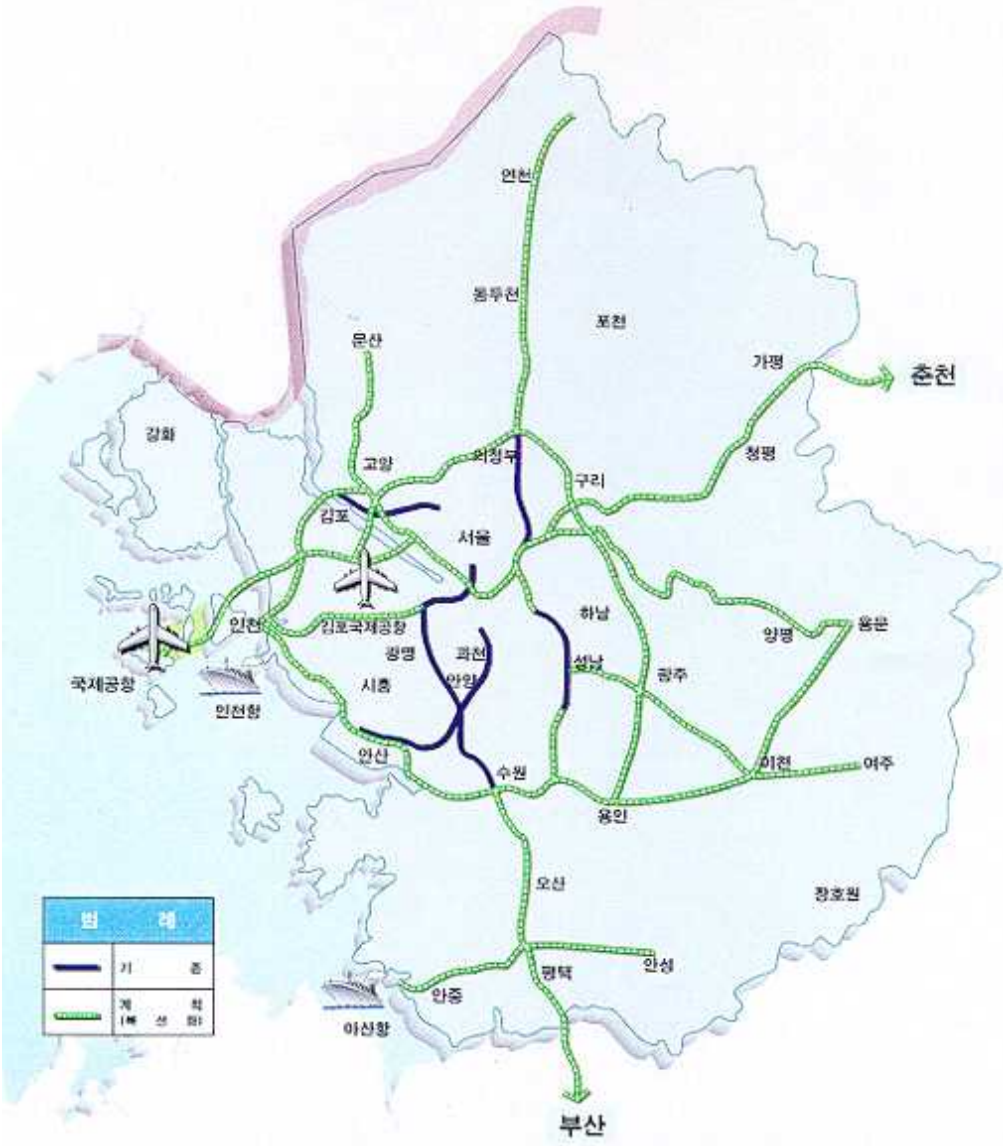 연천
동두천
포천
문산
가평
춘천
강화
고양
의정부
구리
청평
김포
서울
인천
김포국제공항
하남
양평
용문
광명
과천
성남
국제공항
시흥
안양
광주
인천항
안산
수원
이천
여주
용인
오산
장호원
범 례
기 존
계 획
(복 선 화)
평택
안성
안중
아산항
부산